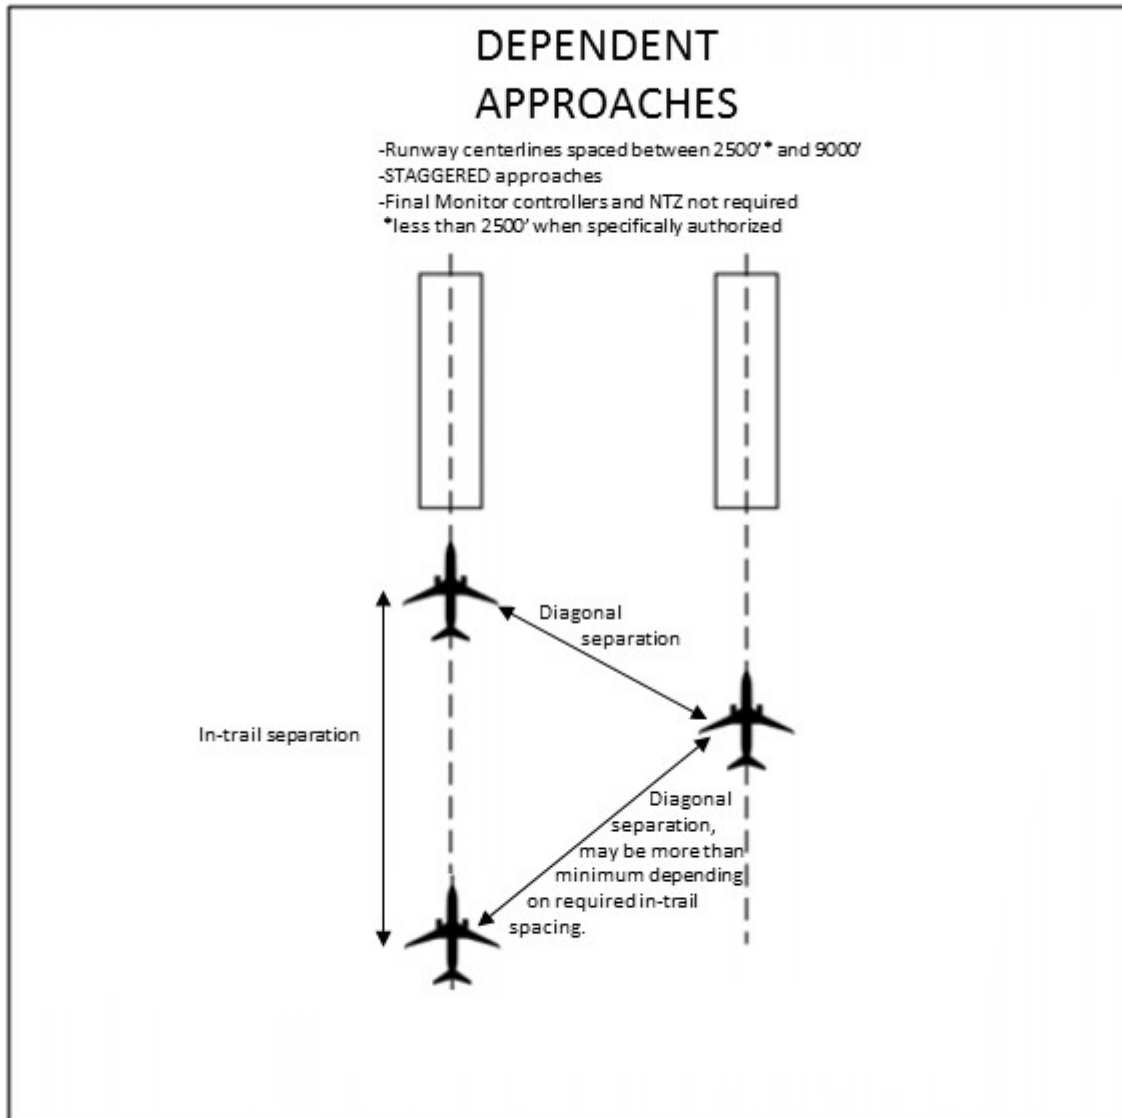 DEPENDENT
APPROACHES
-Runway centerlines spaced between 2500'* and 9000'
-STAGGERED approaches
-Final Monitor controllers and NTZ not required
*less than 2500' when specifically authorized
Diagonal
separation
In-trail separation
Diagonal
separation,
may be more than
minimum depending
on required in-trail
spacing.